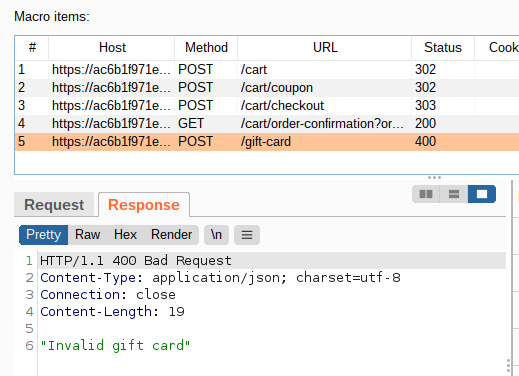 Macro items:
# Host Method URL Status Cook
1 https://ac6b1f971e... POST /cart 302
2 https://ac6b1f971e... POST /cart/coupon 302
3 https://ac6b1f971e... POST /cart/checkout 303
4 https://ac6b1f971e... GET /cart/order-confirmation?or... 200
5 https://ac6b1f971e... POST /gift-card 400
Request Response
Pretty Raw Hex Render \n
1 HTTP/1.1 400 Bad Request
2 Content-Type: application/json; charset=utf-8
3 Connection: close
4 Content-Length: 19
5
6 "Invalid gift card"